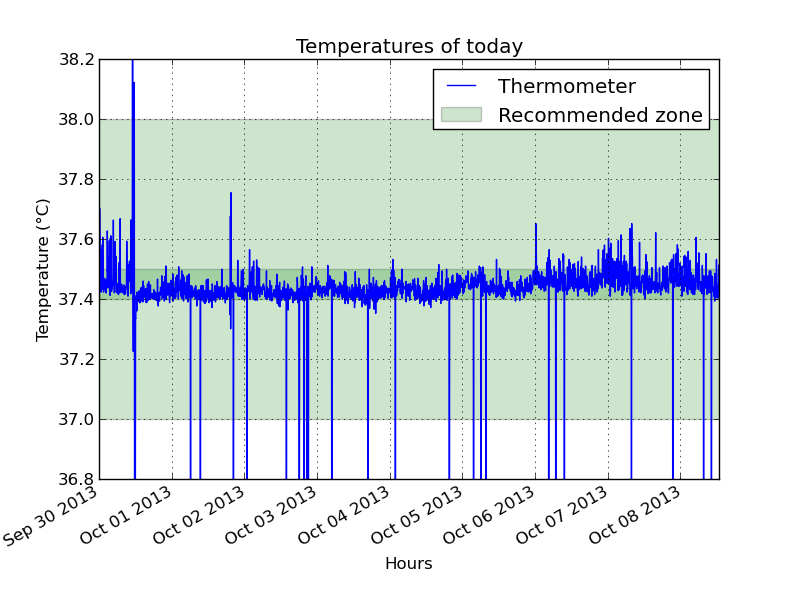 Temperatures of today
Thermometer
Recommended zone
38.2
38.0
37.8
37.6
37.4
37.2
37.0
36.8
Temperature (°C)
Sep 30 2013
Oct 01 2013
Oct 02 2013
Oct 03 2013
Oct 04 2013
Oct 05 2013
Oct 06 2013
Oct 07 2013
Oct 08 2013
Hours